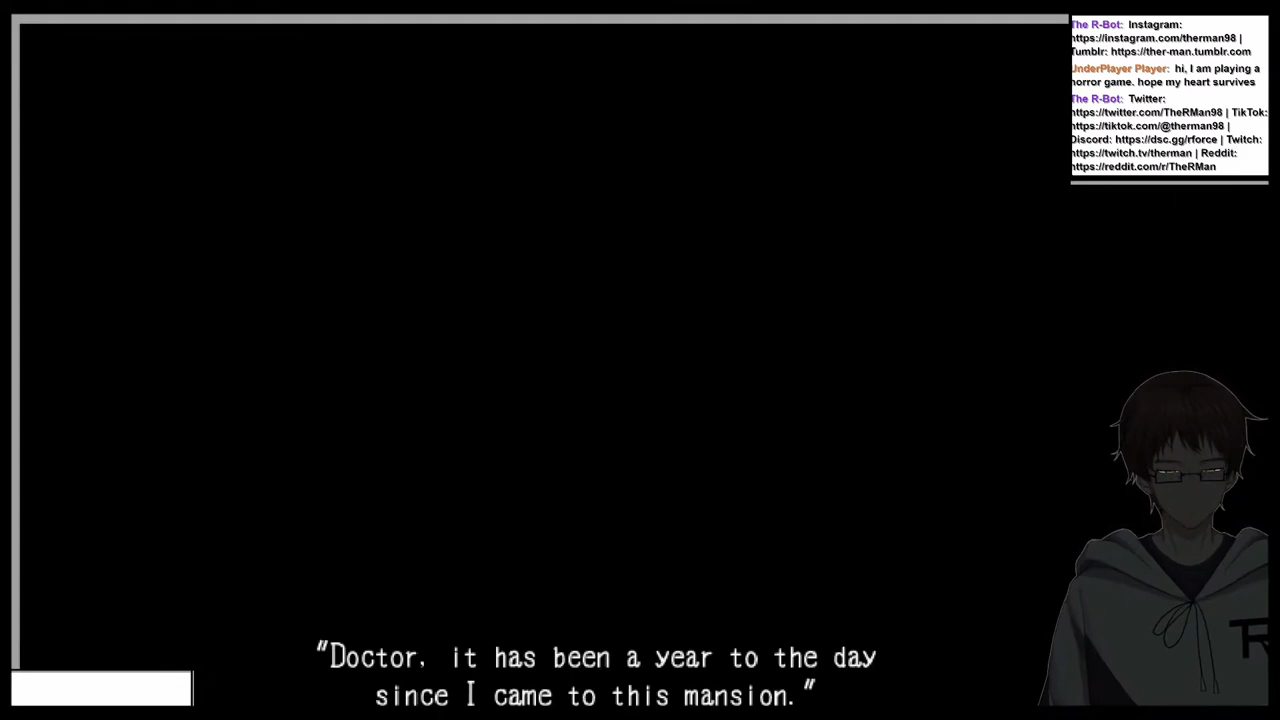 The R-Bot: Instagram:
https://instagram.com/therman98 |
Tumblr: https://ther-man.tumblr.com
UnderPlayer Player: hi, I am playing a
horror game. hope my heart survives
The R-Bot: Twitter:
https://twitter.com/TheRMan98 | TikTok:
https://tiktok.com/@therman98 |
Discord: https://dsc.gg/rforce | Twitch:
https://twitch.tv/therman | Reddit:
https://reddit.com/r/TheRMan
TR
"Doctor, it has been a year to the day
since I came to this mansion."